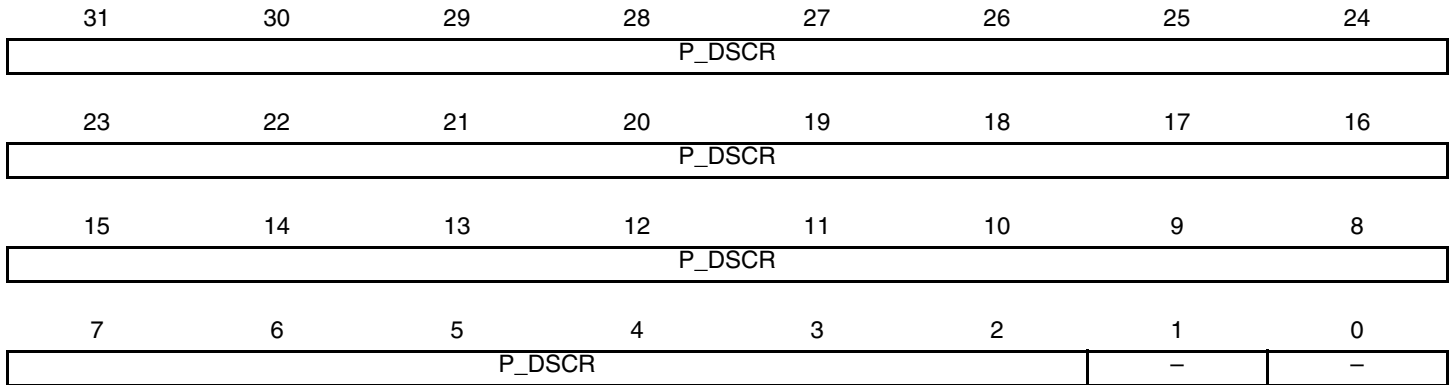 31 30 29 28 27 26 25 24
P_DSCR
23 22 21 20 19 18 17 16
P_DSCR
15 14 13 12 11 10 9 8
P_DSCR
7 6 5 4 3 2 1 0
P_DSCR – –